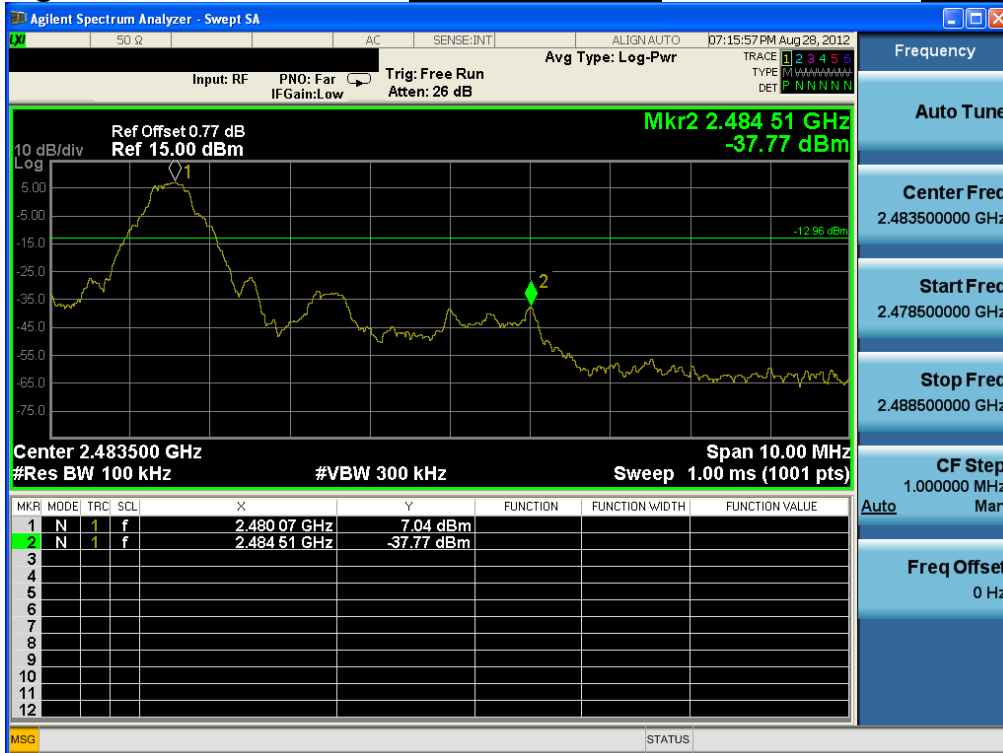 Agilent Spectrum Analyzer - Swept SA
LXI 50 Ω AC SENSE:INT ALIGN AUTO 07:15:57 PM Aug 28, 2012
Input: RF PNO: Far IFGain:Low
Trig: Free Run
Atten: 26 dB
Avg Type: Log-Pwr
TRACE 1 2 3 4 5 6
TYPE M WWWWW
DET P N N N N N
Mkr2 2.484 51 GHz
-37.77 dBm
Ref Offset 0.77 dB
10 dB/div Ref 15.00 dBm
Log
1
5.00
-5.00
-12.96 dBm
-15.0
-25.0
2
-35.0
-45.0
-55.0
-65.0
-75.0
Center 2.483500 GHz Span 10.00 MHz
#Res BW 100 kHz #VBW 300 kHz Sweep 1.00 ms (1001 pts)
MKR MODE TRC SCL X Y FUNCTION FUNCTION WIDTH FUNCTION VALUE
1 N 1 f 2.480 07 GHz 7.04 dBm
2 N 1 f 2.484 51 GHz -37.77 dBm
3
4
5
6
7
8
9
10
11
12
MSG STATUS
Frequency
Auto Tune
Center Freq
2.483500000 GHz
Start Freq
2.478500000 GHz
Stop Freq
2.488500000 GHz
CF Step
1.000000 MHz
Auto Man
Freq Offset
0 Hz